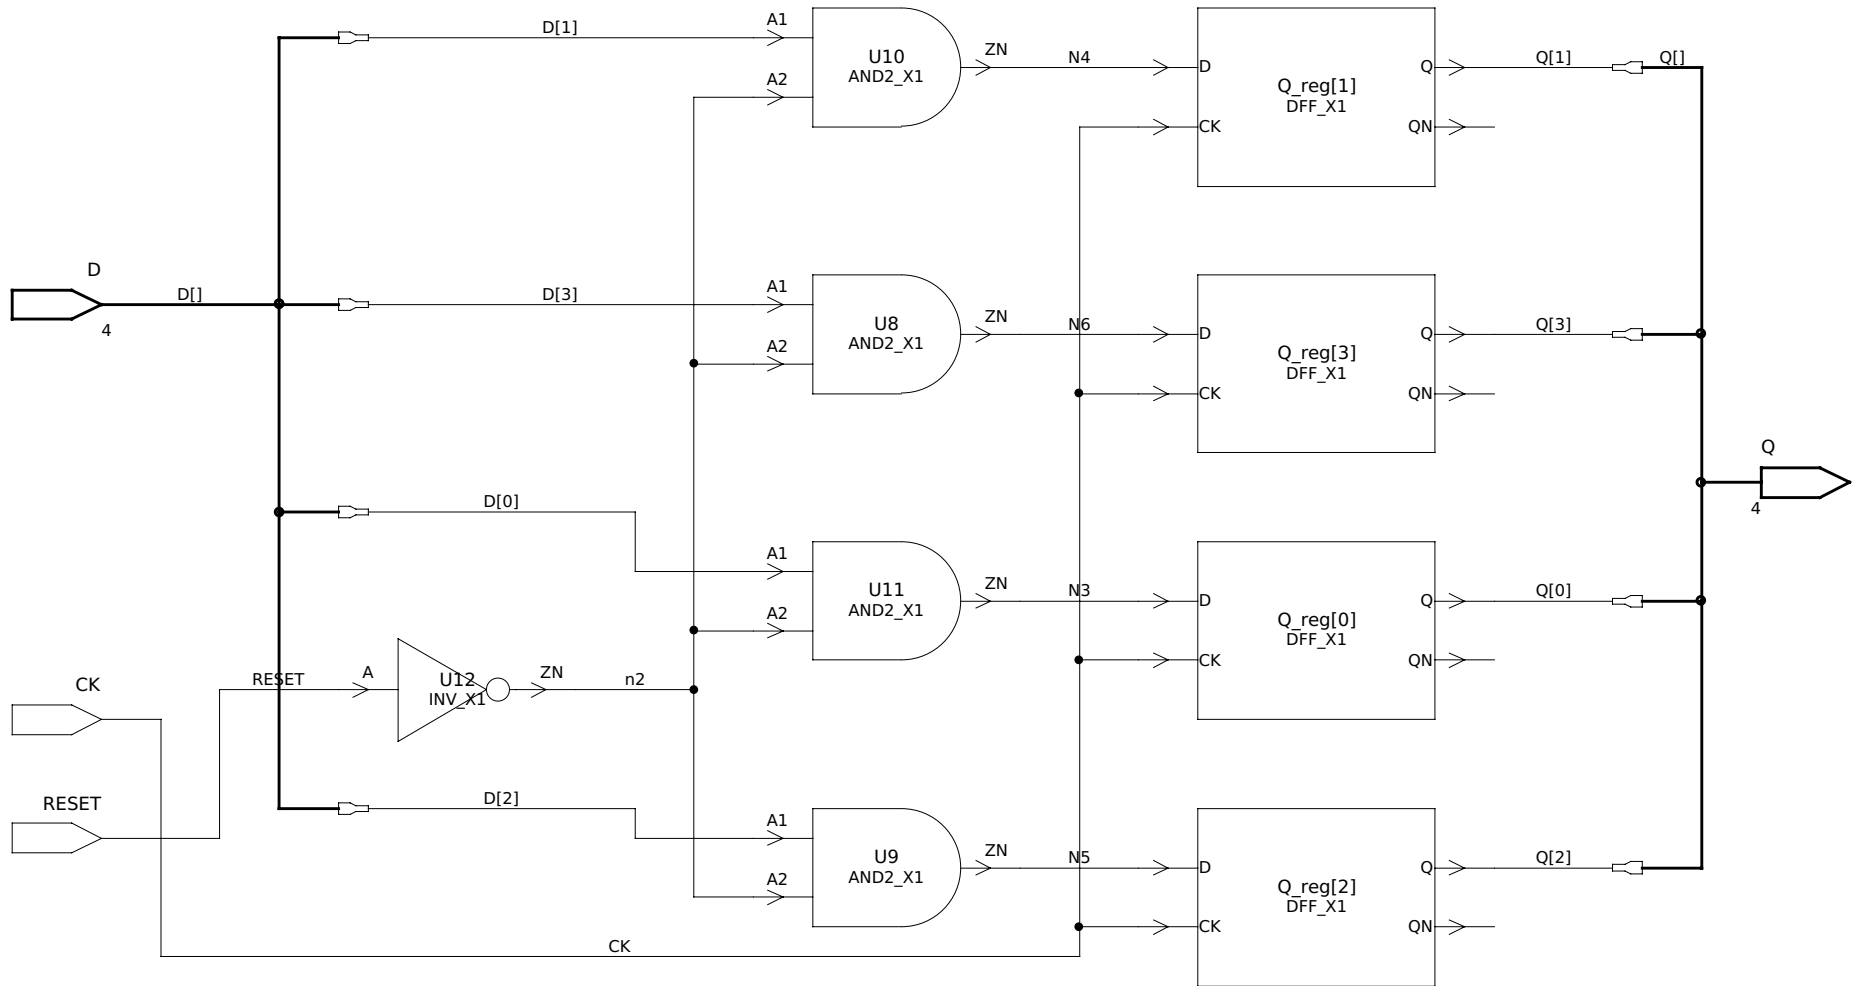 A1
D[1]
ZN
U10
N4
Q[1]
Q[]
AND2_X1
D
Q
A2
Q_reg[1]
DFF_X1
CK
QN
D
A1
D[]
D[3]
ZN
U8
N6
Q[3]
4
AND2_X1
D
Q
A2
Q_reg[3]
DFF_X1
CK
QN
Q
D[0]
4
A1
ZN
U11
N3
Q[0]
AND2_X1
D
Q
A2
Q_reg[0]
DFF_X1
CK
QN
CK
RESET
A
U12
INV_X1
ZN
n2
RESET
D[2]
A1
ZN
U9
N5
Q[2]
AND2_X1
D
Q
A2
Q_reg[2]
DFF_X1
CK
QN
CK